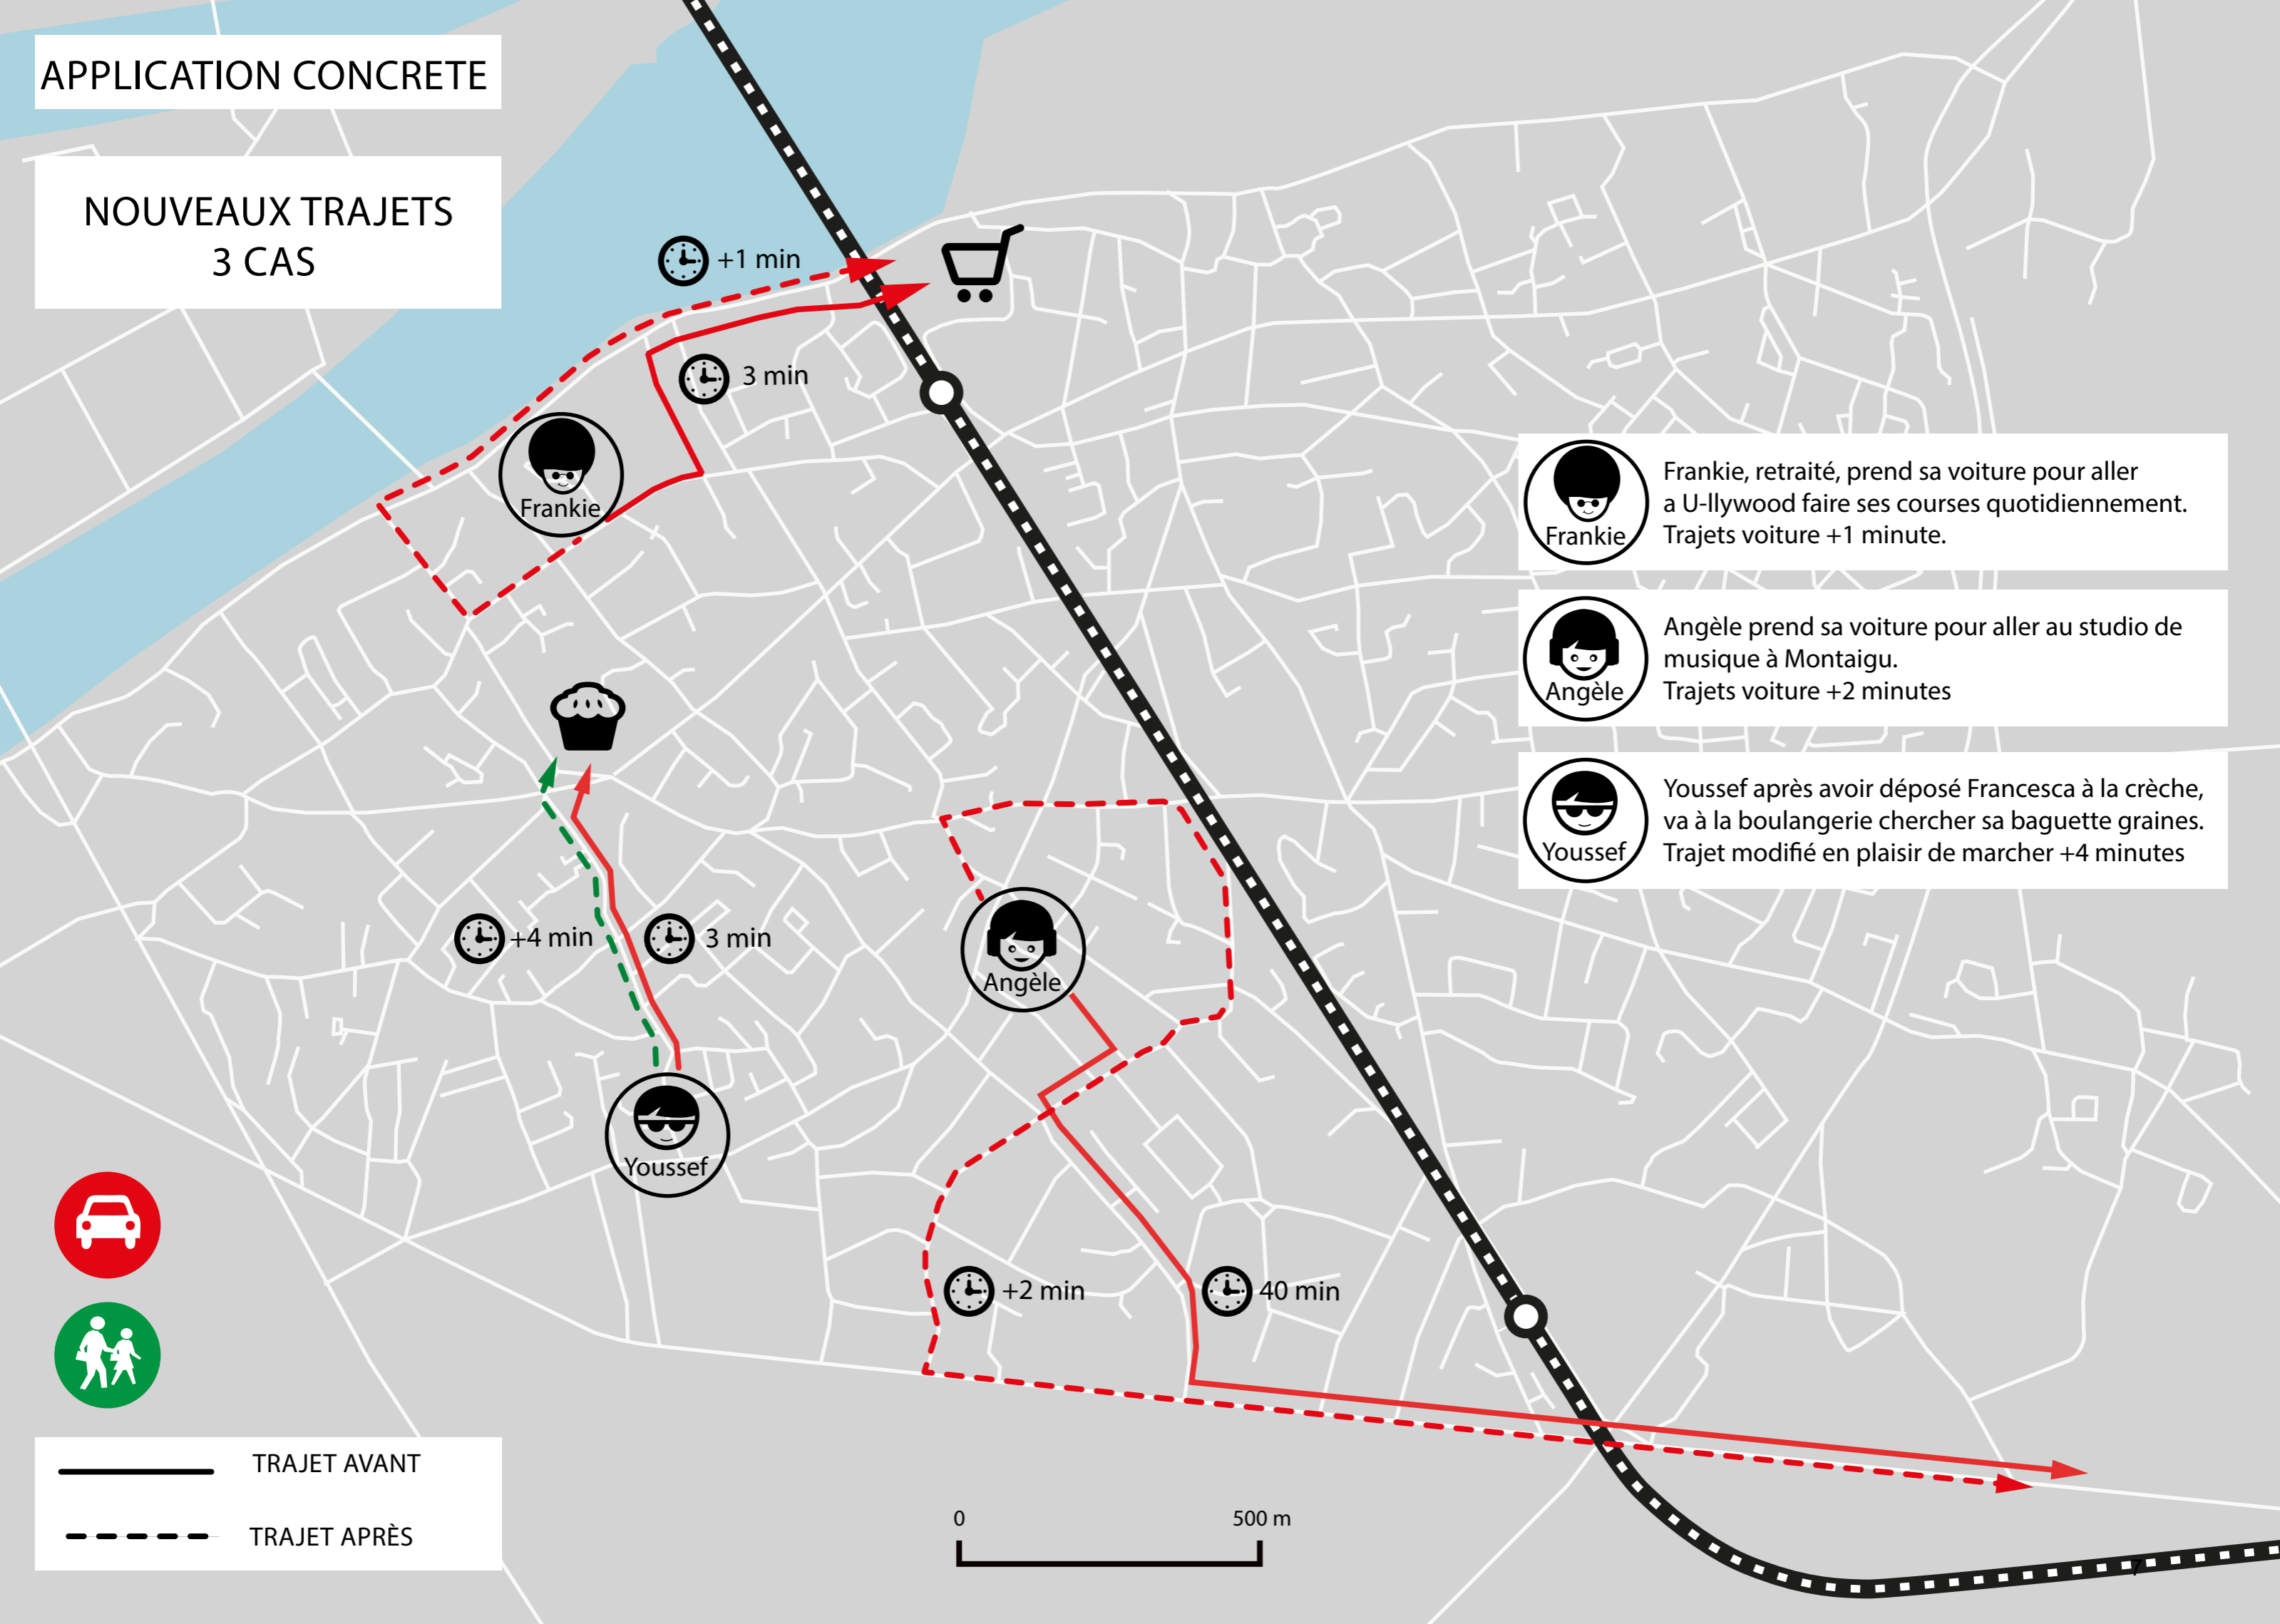 APPLICATION CONCRETE
NOUVEAUX TRAJETS
3 CAS
+1 min
3 min
Frankie
Frankie
Frankie, retraité, prend sa voiture pour aller
a U-llywood faire ses courses quotidiennement.
Trajets voiture +1 minute.
Angèle
Angèle prend sa voiture pour aller au studio de
musique à Montaigu.
Trajets voiture +2 minutes
Youssef
Youssef après avoir déposé Francesca à la crèche,
va à la boulangerie chercher sa baguette graines.
Trajet modifié en plaisir de marcher +4 minutes
+4 min
3 min
Angèle
Youssef
+2 min
40 min
TRAJET AVANT
TRAJET APRÈS
0
500 m
7